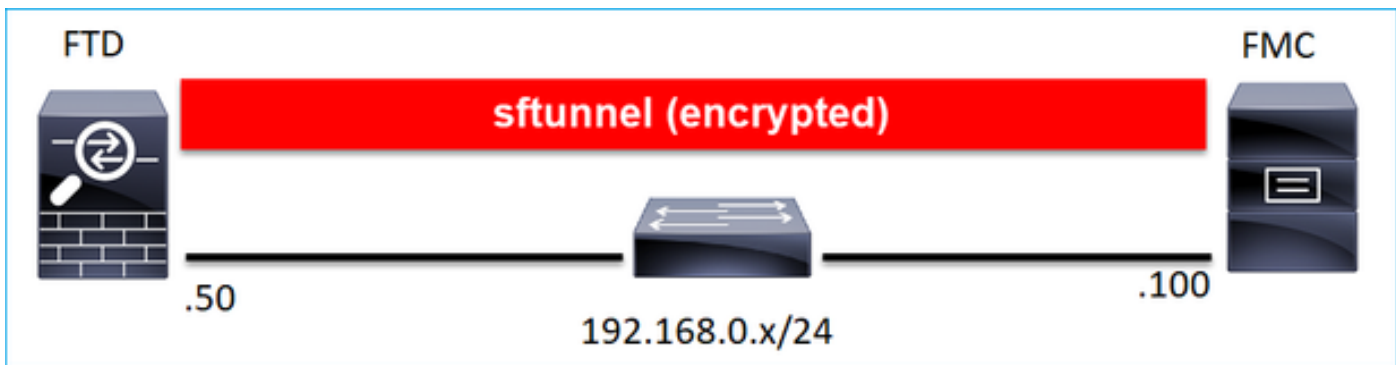 FTD
FMC
sftunnel (encrypted)
.50
.100
192.168.0.x/24